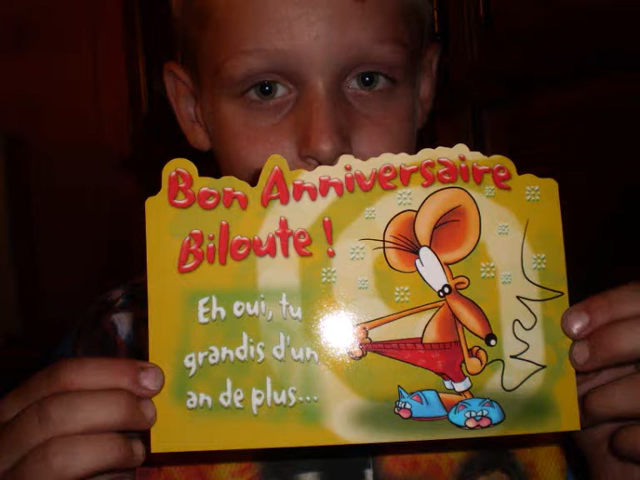 Bon Anniversaire
Biloute !
Eh oui, tu
grandis d'un
an de plus...